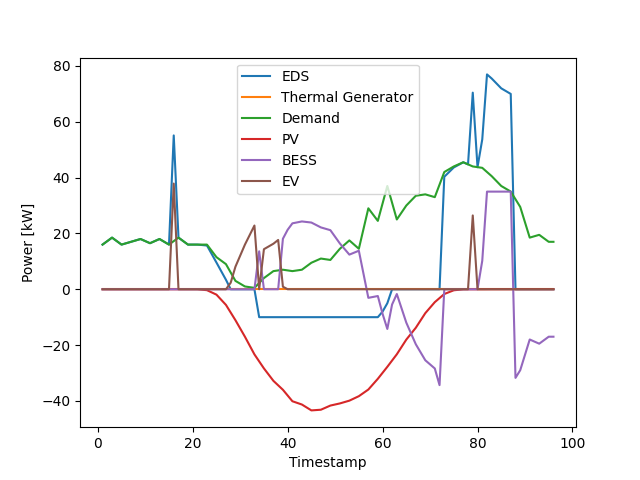 80
60
40
20
0
−20
−40
Power [kW]
EDS
Thermal Generator
Demand
PV
BESS
EV
0
20
40
60
80
100
Timestamp